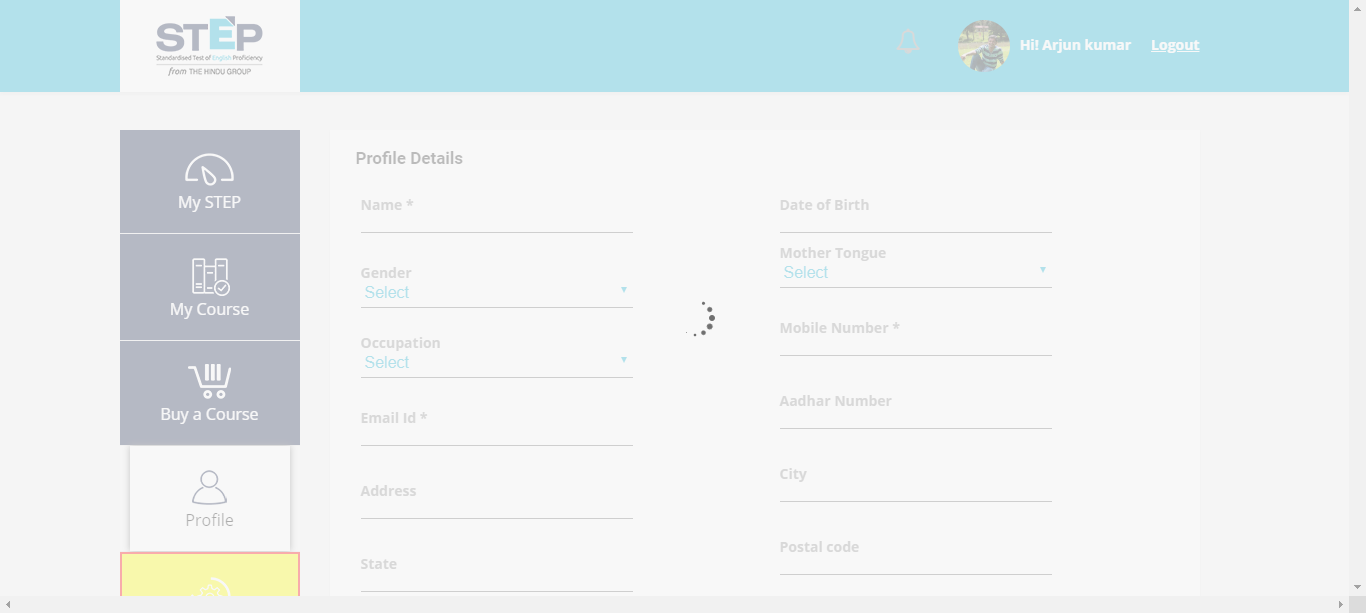 STEP
Standardised Test of English Proficiency
from THE HINDU GROUP
Hi! Arjun kumar
Logout
My STEP
My Course
Buy a Course
Profile
Profile Details
Name *
Date of Birth
Gender
Select
Mother Tongue
Select
Occupation
Select
Mobile Number *
Email Id *
Aadhar Number
Address
City
State
Postal code